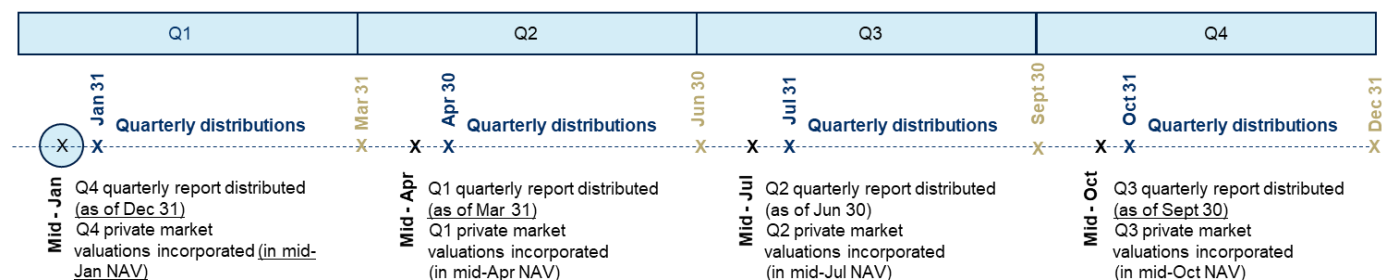 Q1
Q2
Q3
Q4
Jan 31
Mar 31
Apr 30
Jun 30
Jul 31
Sept 30
Oct 31
Dec 31
Quarterly distributions
Quarterly distributions
Quarterly distributions
Quarterly distributions
X X X X X X X X X X X X
Mid - Jan
Q4 quarterly report distributed
(as of Dec 31)
Q4 private market
valuations incorporated (in mid-
Jan NAV)
Mid - Apr
Q1 quarterly report distributed
(as of Mar 31)
Q1 private market
valuations incorporated
(in mid-Apr NAV)
Mid - Jul
Q2 quarterly report distributed
(as of Jun 30)
Q2 private market
valuations incorporated
(in mid-Jul NAV)
Mid - Oct
Q3 quarterly report distributed
(as of Sept 30)
Q3 private market
valuations incorporated
(in mid-Oct NAV)